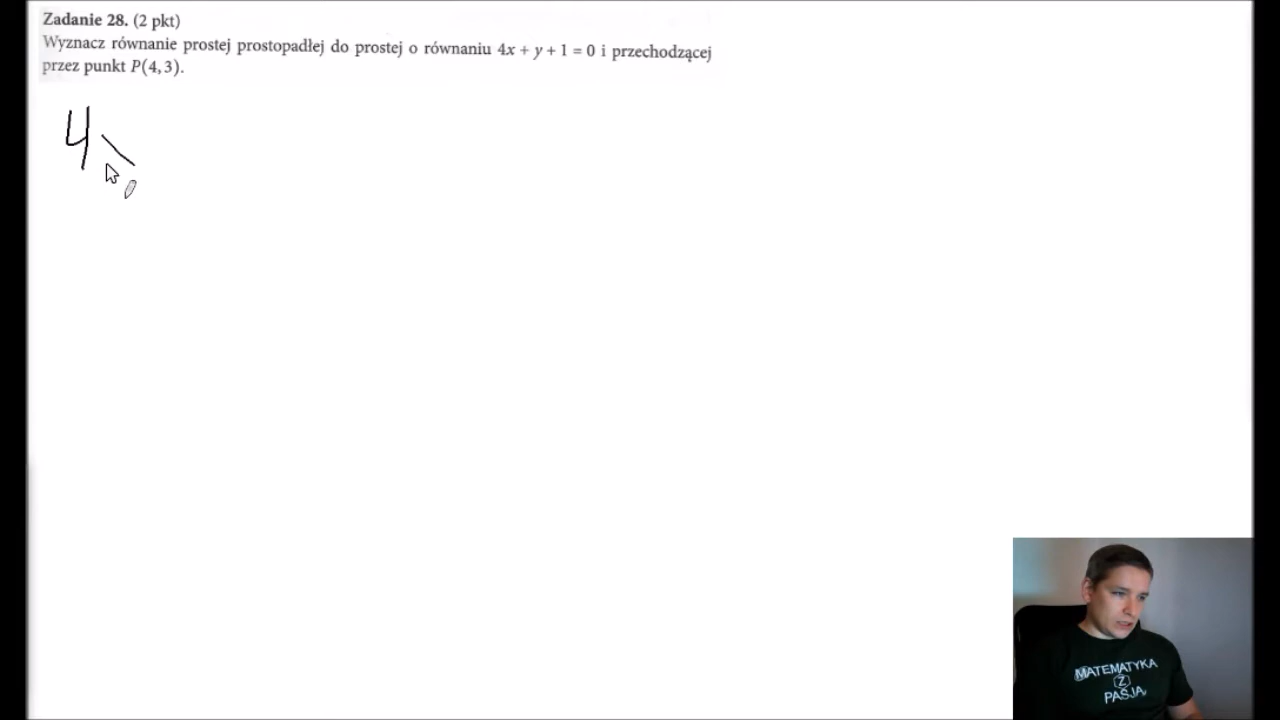 Zadanie 28. (2 pkt)
Wyznacz równanie prostej prostopadłej do prostej o równaniu 4x + y + 1 = 0 i przechodzącej
przez punkt P(4, 3).
4
MATEMATYKA
Z
PASJĄ